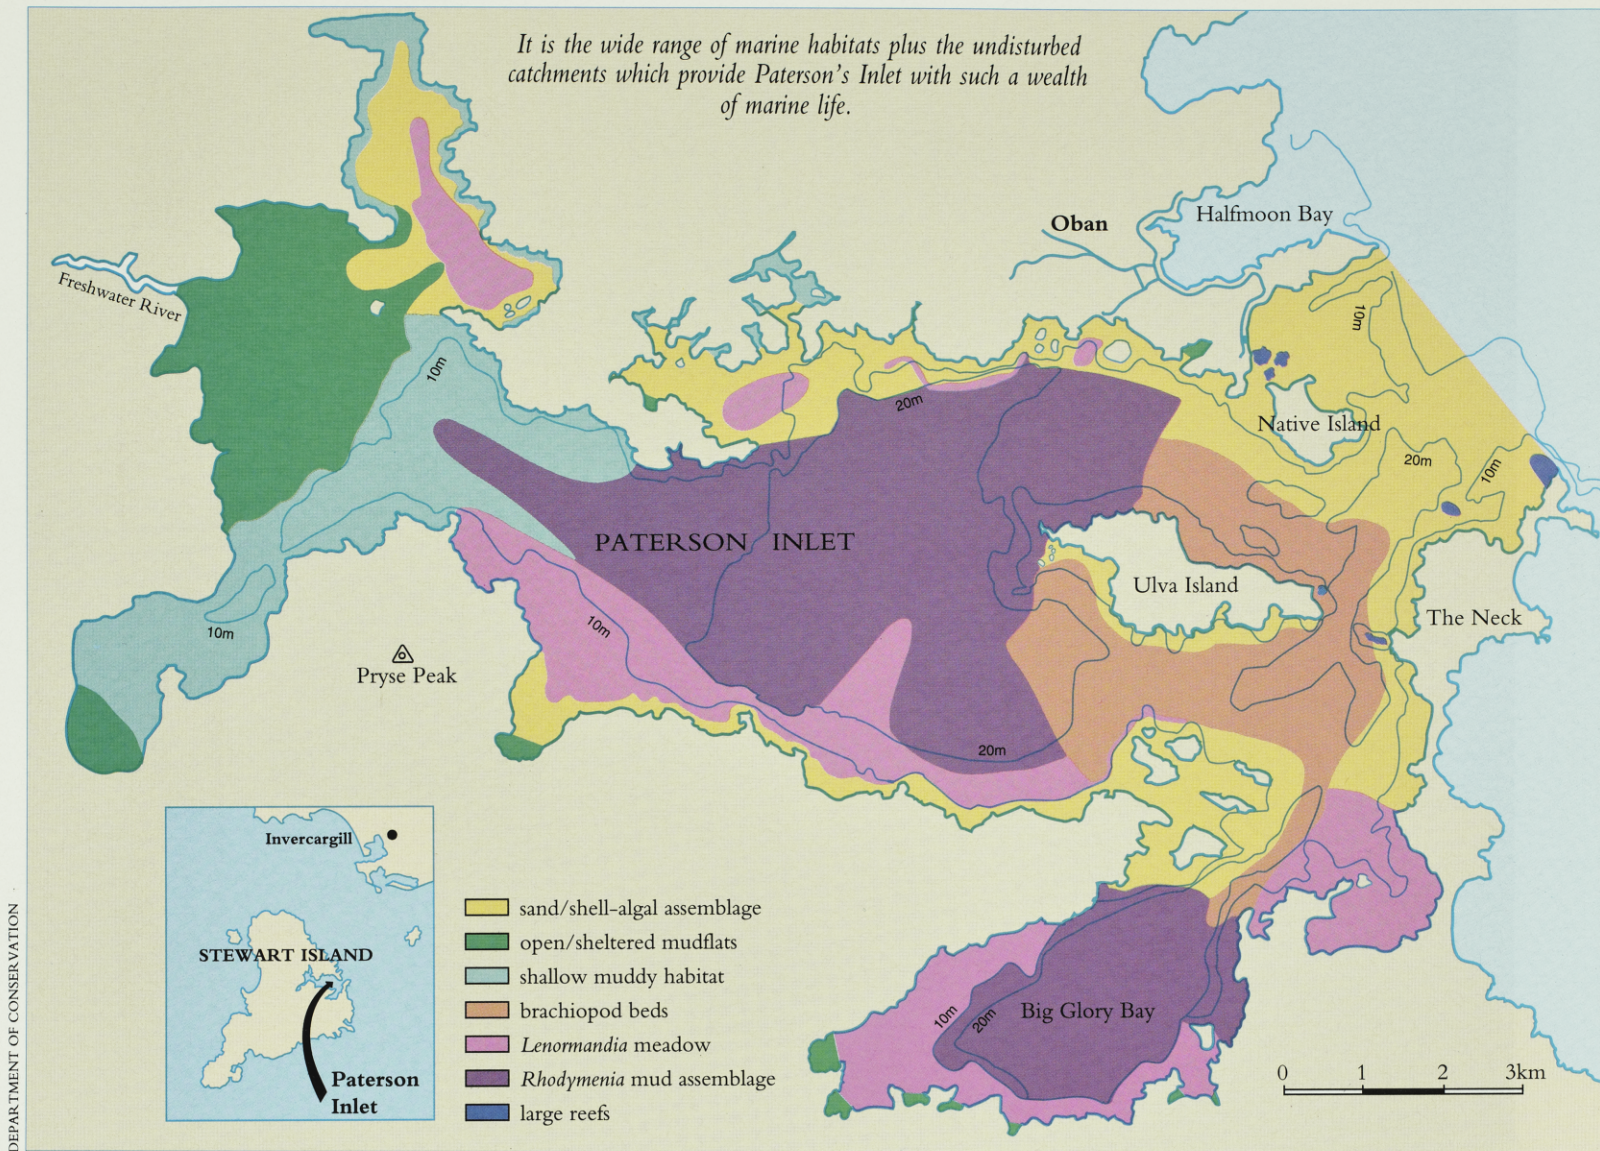 It is the wide range of marine habitats plus the undisturbed
catchments which provide Paterson's Inlet with such a wealth
of marine life.
Halfmoon Bay
Oban
Freshwater River
10m
10m
20m
Native Island
20m
10m
PATERSON INLET
Ulva Island
The Neck
10m
10m
Pryse Peak
20m
Invercargill
STEWART ISLAND
Paterson
Inlet
sand/shell-algal assemblage
open/sheltered mudflats
shallow muddy habitat
brachiopod beds
Lenormandia meadow
Rhodymenia mud assemblage
large reefs
10m
20m
Big Glory Bay
0 1 2 3km
DEPARTMENT OF CONSERVATION